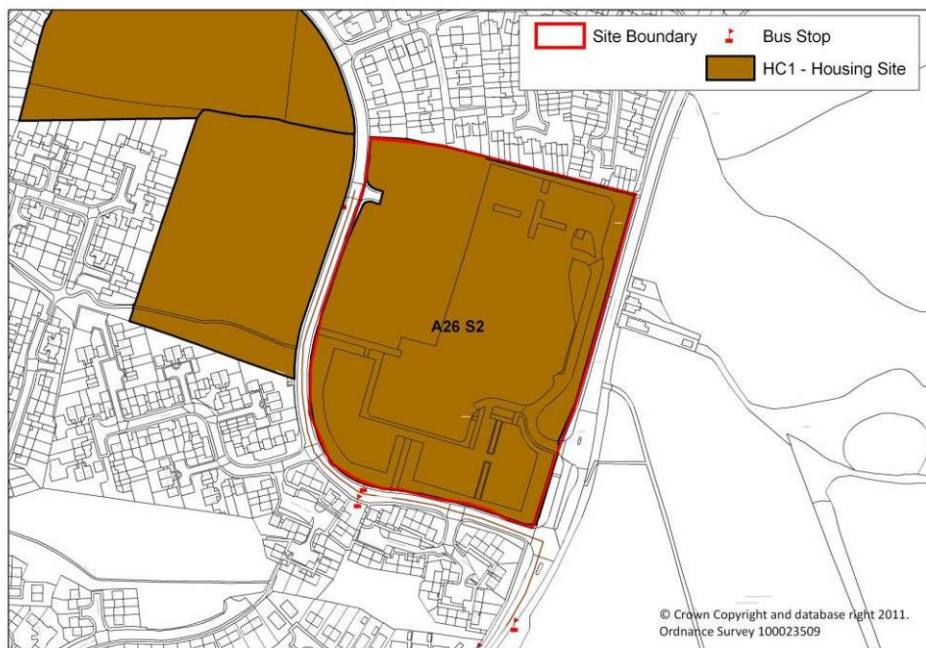 Site Boundary
Bus Stop
HC1 - Housing Site
A26 S2
© Crown Copyright and database right 2011.
Ordnance Survey 100023509